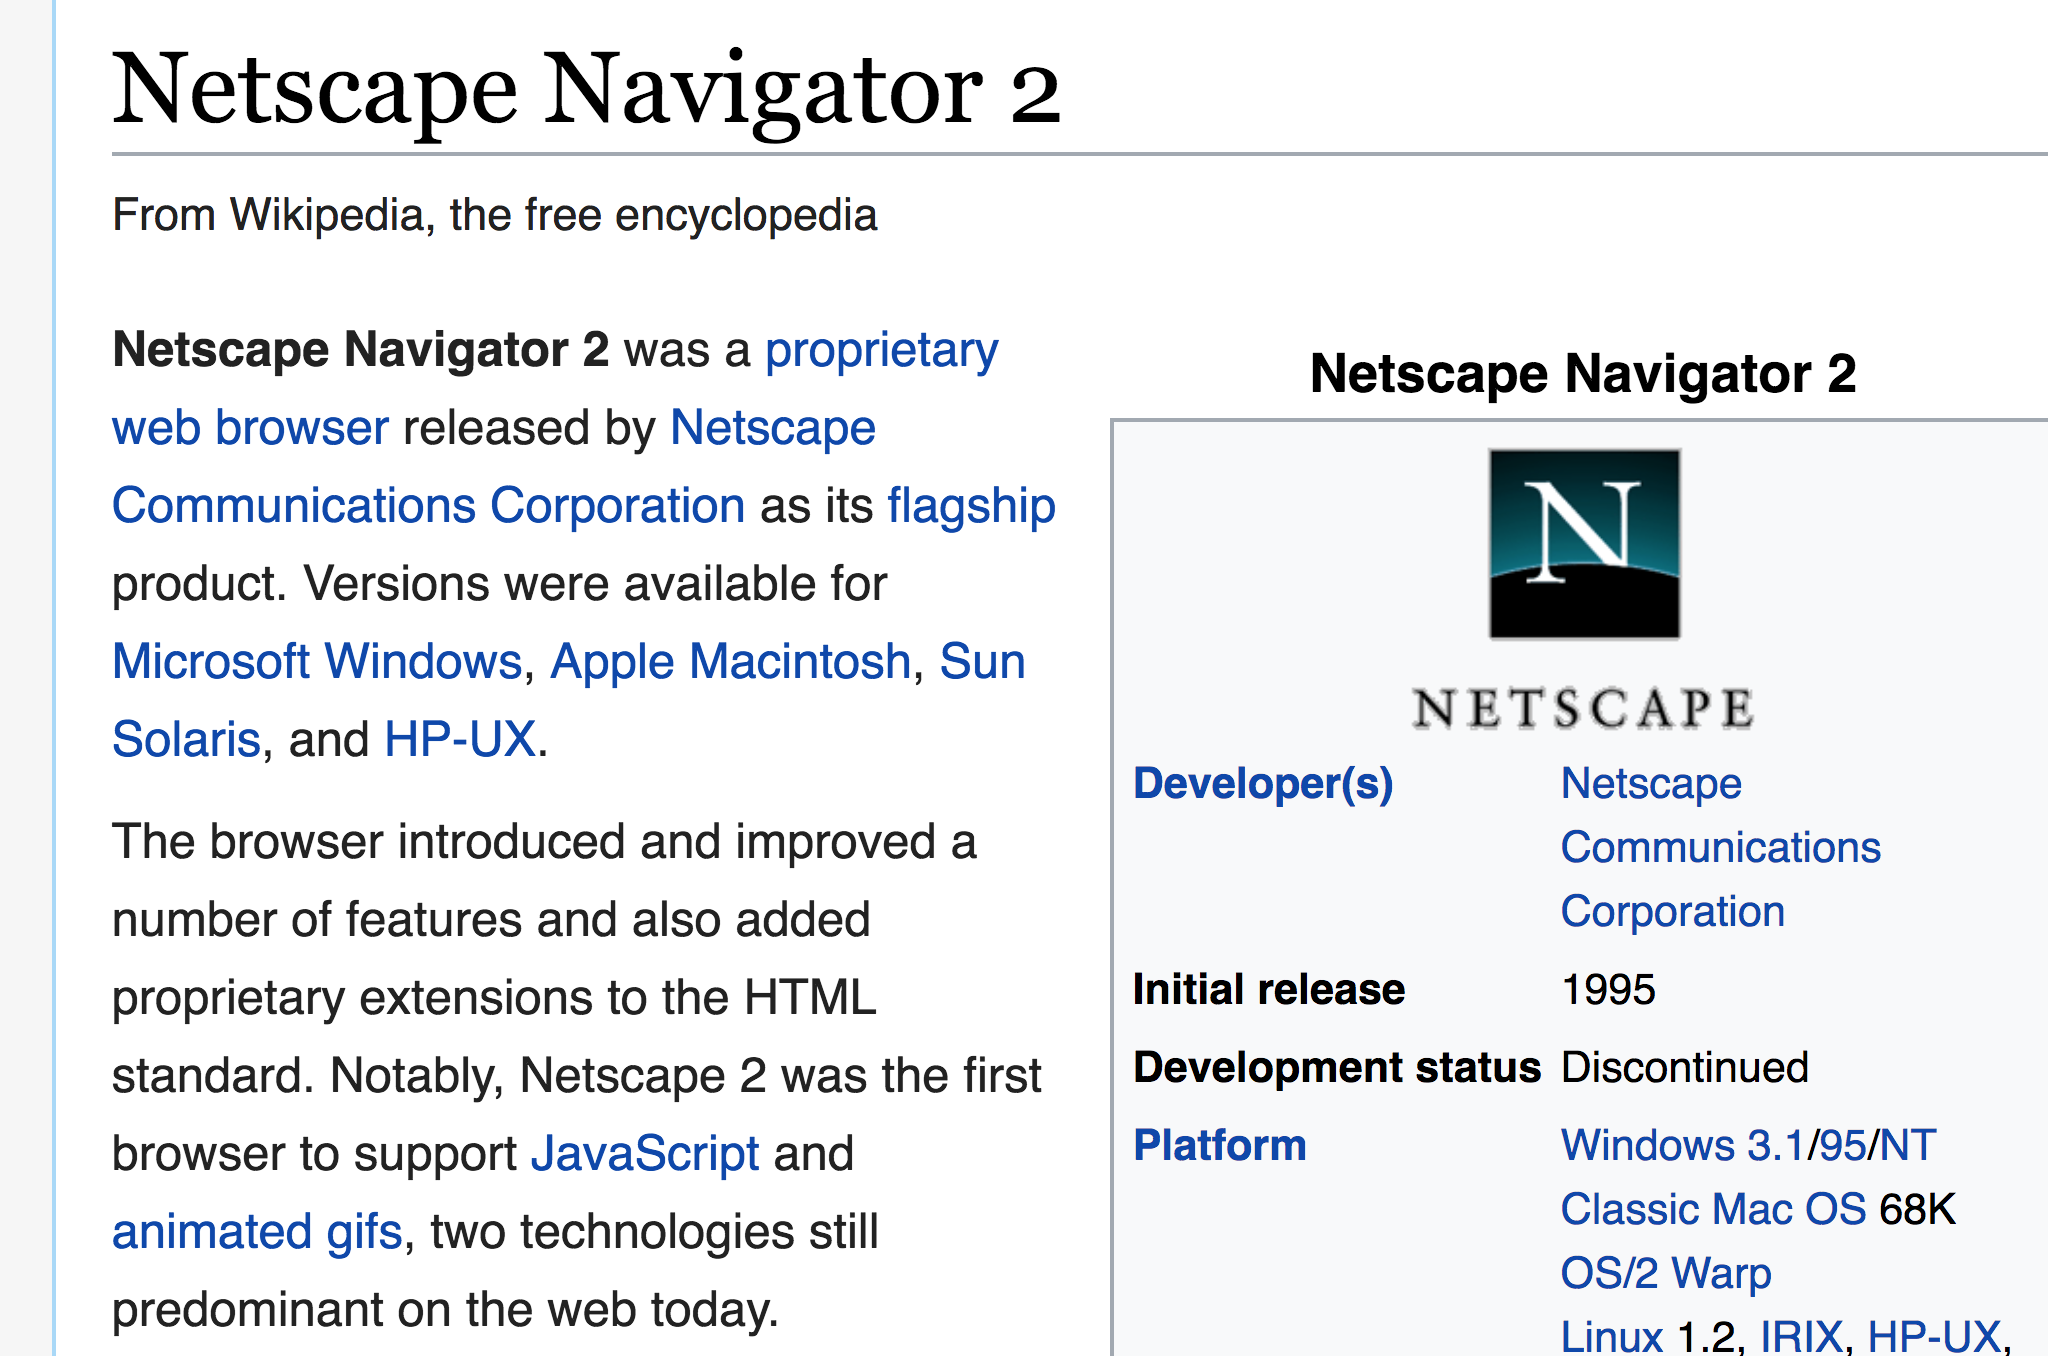 Netscape Navigator 2
From Wikipedia, the free encyclopedia
Netscape Navigator 2 was a proprietary
web browser released by Netscape
Communications Corporation as its flagship
product. Versions were available for
Microsoft Windows, Apple Macintosh, Sun
Solaris, and HP-UX.
The browser introduced and improved a
number of features and also added
proprietary extensions to the HTML
standard. Notably, Netscape 2 was the first
browser to support JavaScript and
animated gifs, two technologies still
predominant on the web today.
Netscape Navigator 2
N
NETSCAPE
Developer(s) Netscape
Communications
Corporation
Initial release 1995
Development status Discontinued
Platform Windows 3.1/95/NT
Classic Mac OS 68K
OS/2 Warp
Linux 1.2, IRIX, HP-UX,